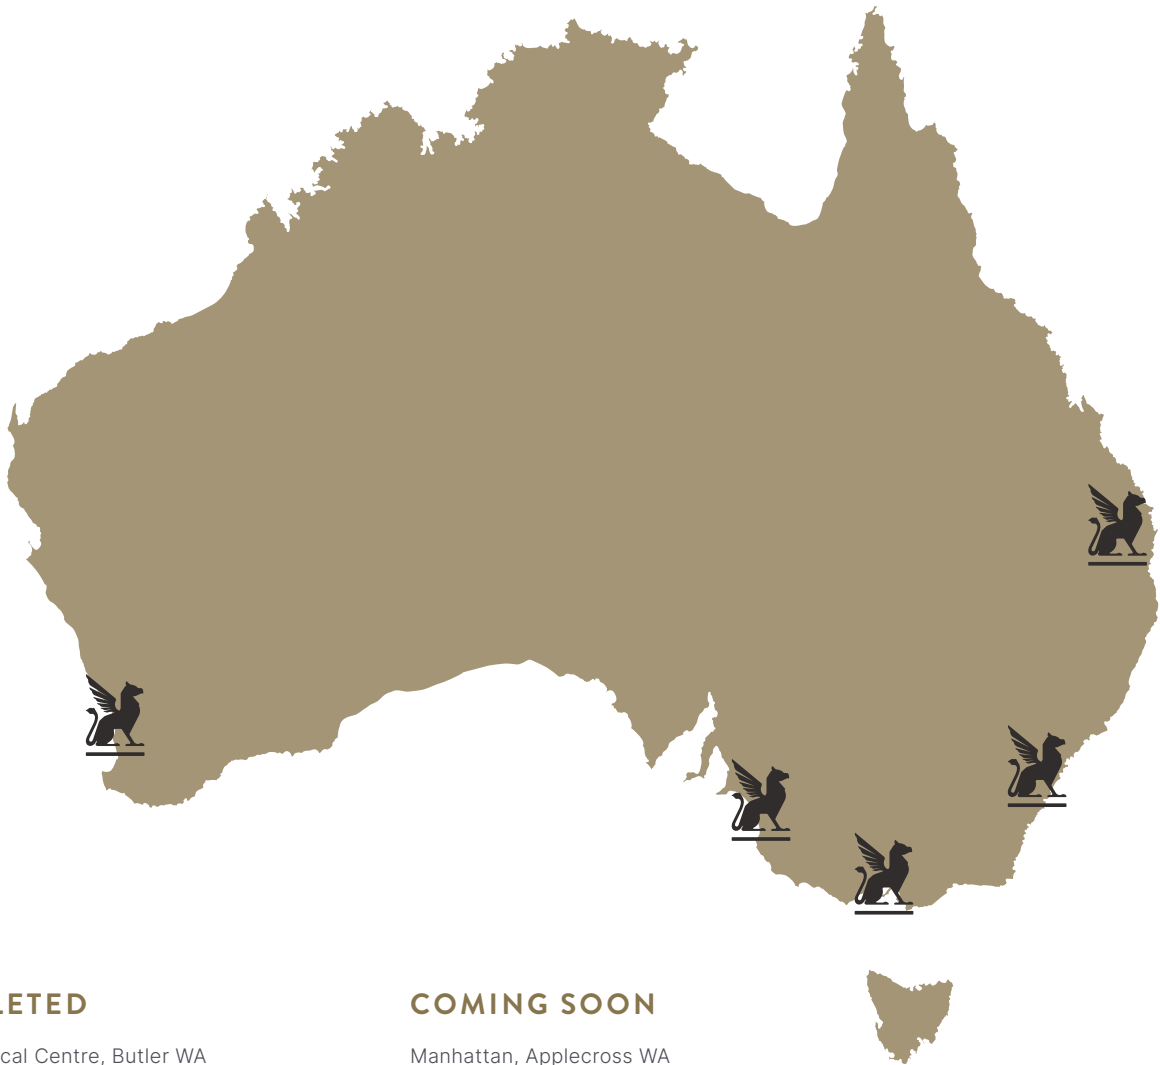 LETED
cal Centre, Butler WA
COMING SOON
Manhattan, Applecross WA